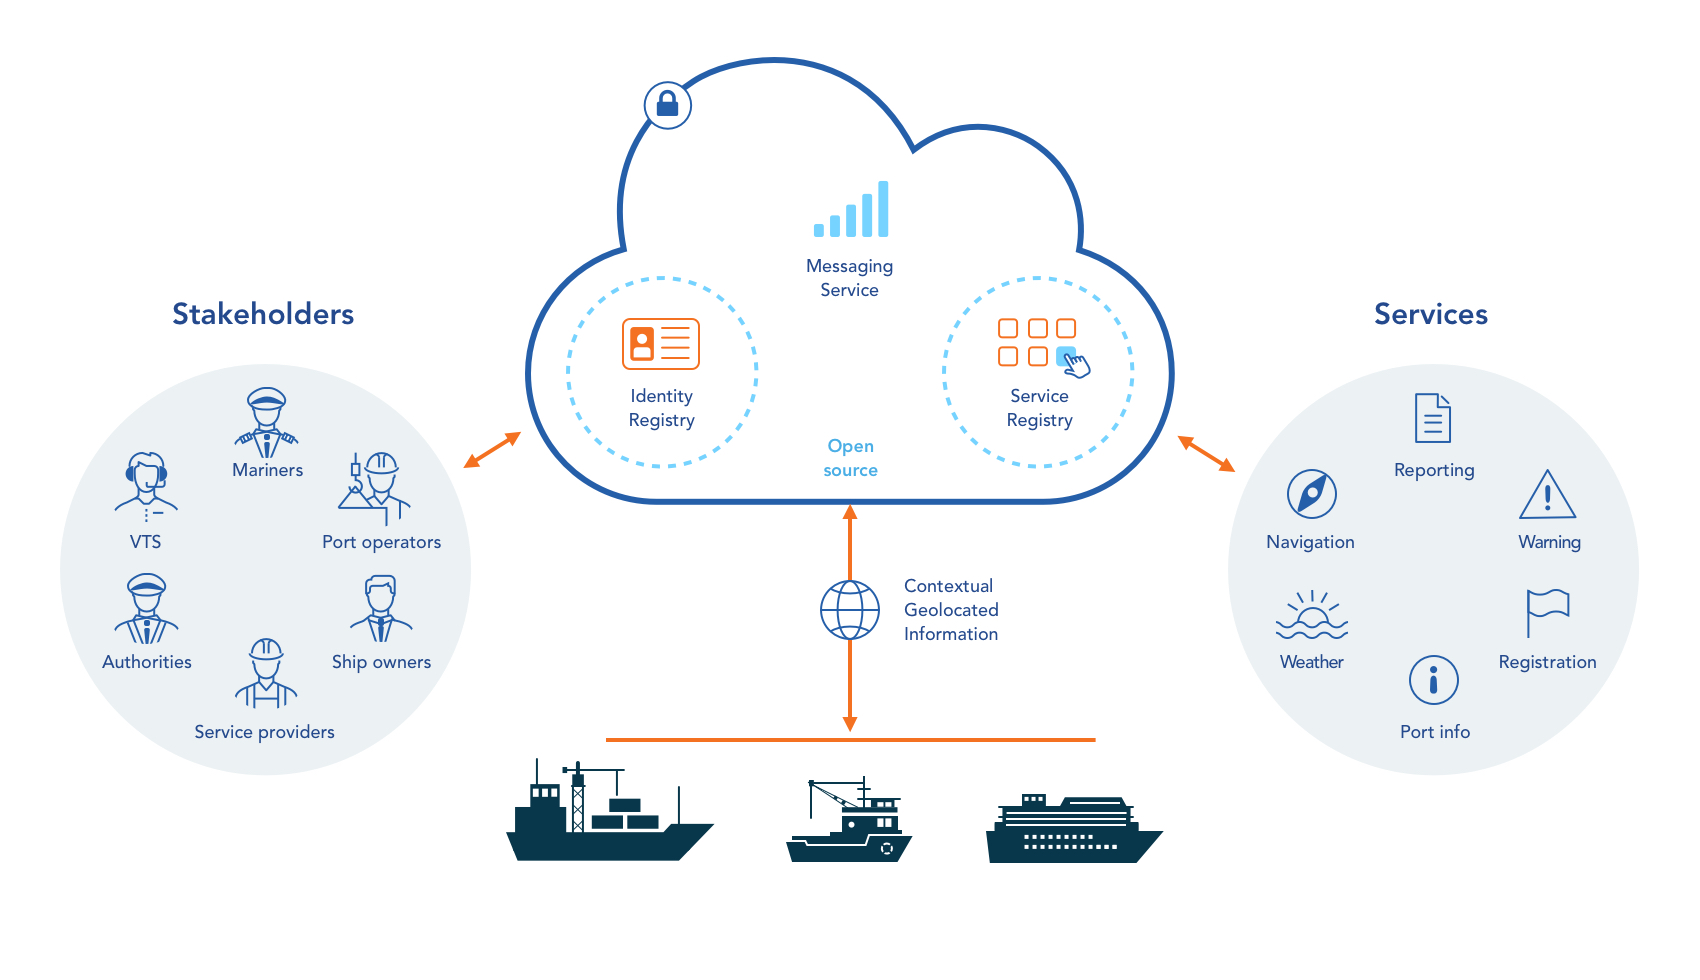 Messaging
Service
Stakeholders
Services
Identity
Registry
Service
Registry
Open
source
Mariners
VTS
Port operators
Authorities
Ship owners
Service providers
Reporting
Navigation
Warning
Weather
Registration
Port info
Contextual
Geolocated
Information